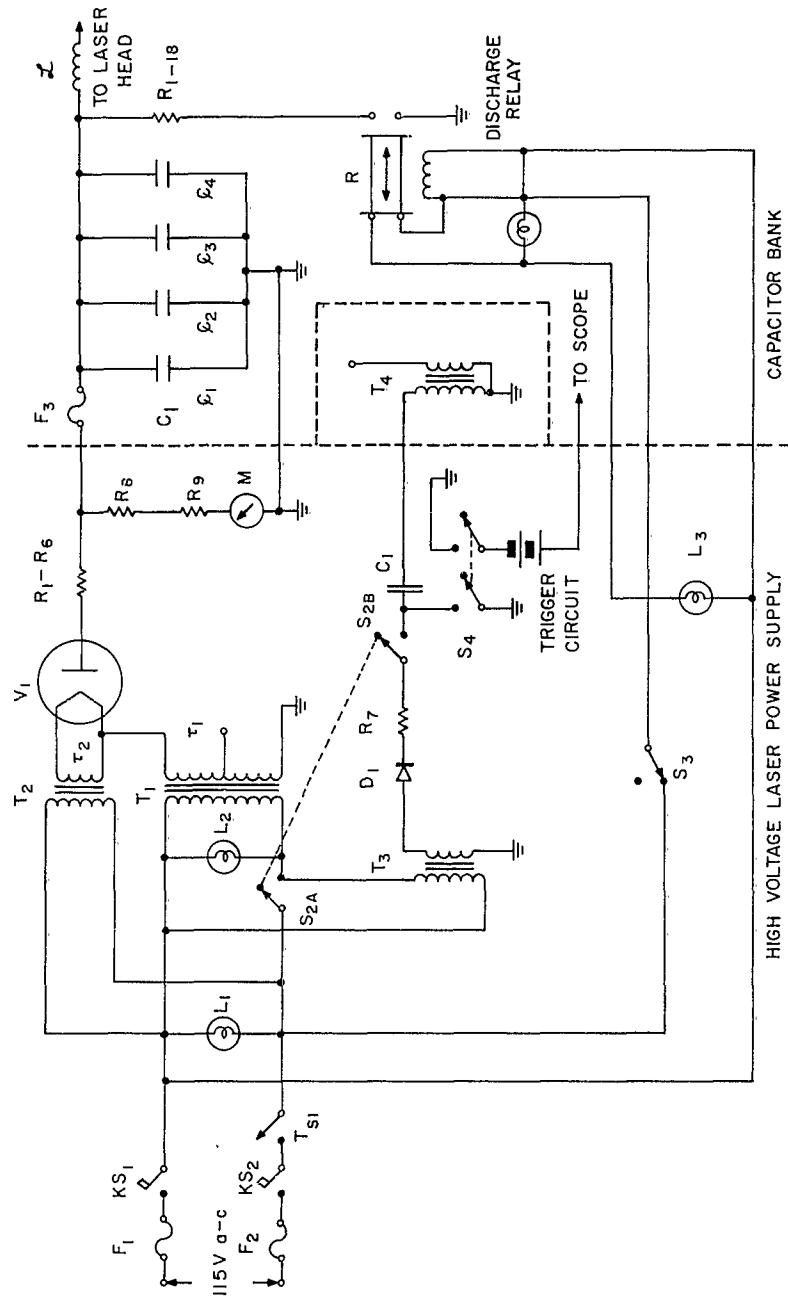 115V a-c
F1
F2
KS1
KS2
TS1
L1
L2
S2A
T2
τ2
T1
τ1
V1
T3
D1
R7
S2B
C1
S4
TRIGGER
CIRCUIT
TO SCOPE
R1-R6
R8
R9
M
F3
C1
𝒞1
𝒞2
𝒞3
𝒞4
ℒ
TO LASER
HEAD
R1-18
T4
R
DISCHARGE
RELAY
S3
L3
HIGH VOLTAGE LASER POWER SUPPLY
CAPACITOR BANK